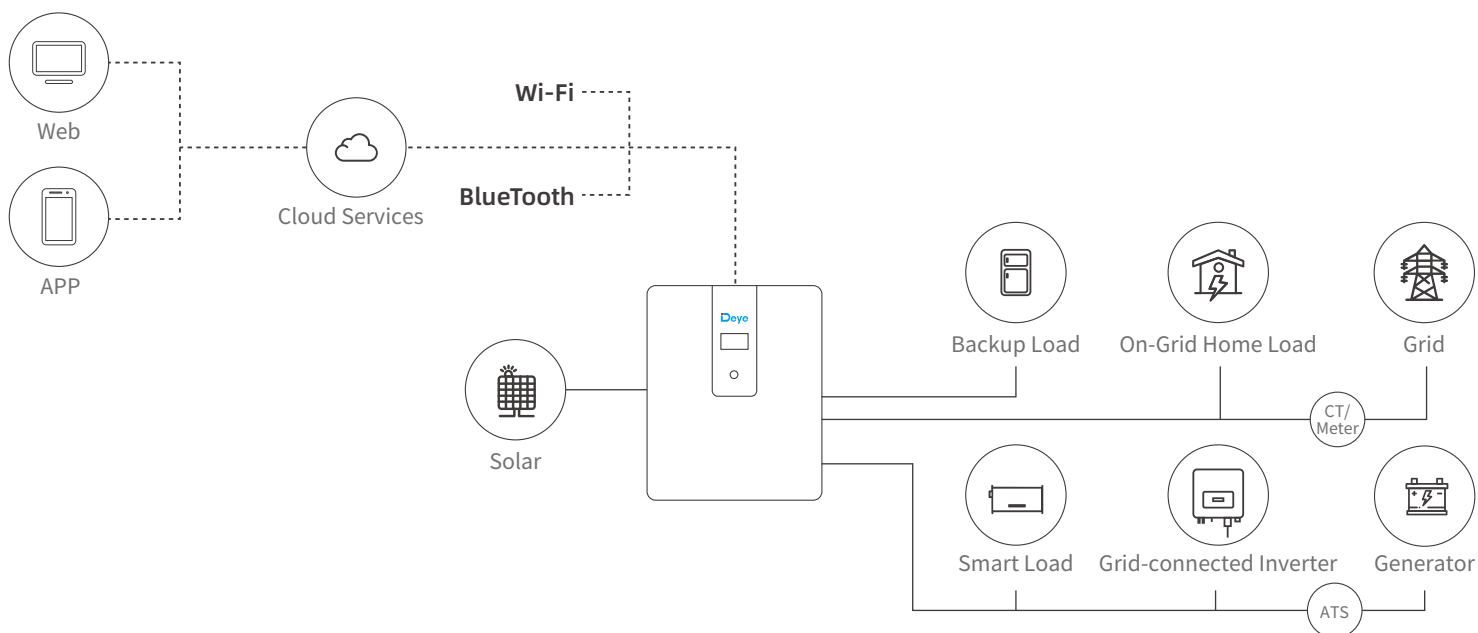 Web
APP
Cloud Services
Wi-Fi
BlueTooth
Deye
Solar
Backup Load
On-Grid Home Load
Grid
CT/
Meter
Smart Load
Grid-connected Inverter
Generator
ATS